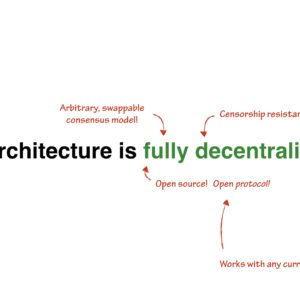 Arbitrary, swappable
consensus model!
Censorship resistan
rchitecture is fully decentrali
Open source! Open protocol!
Works with any curr